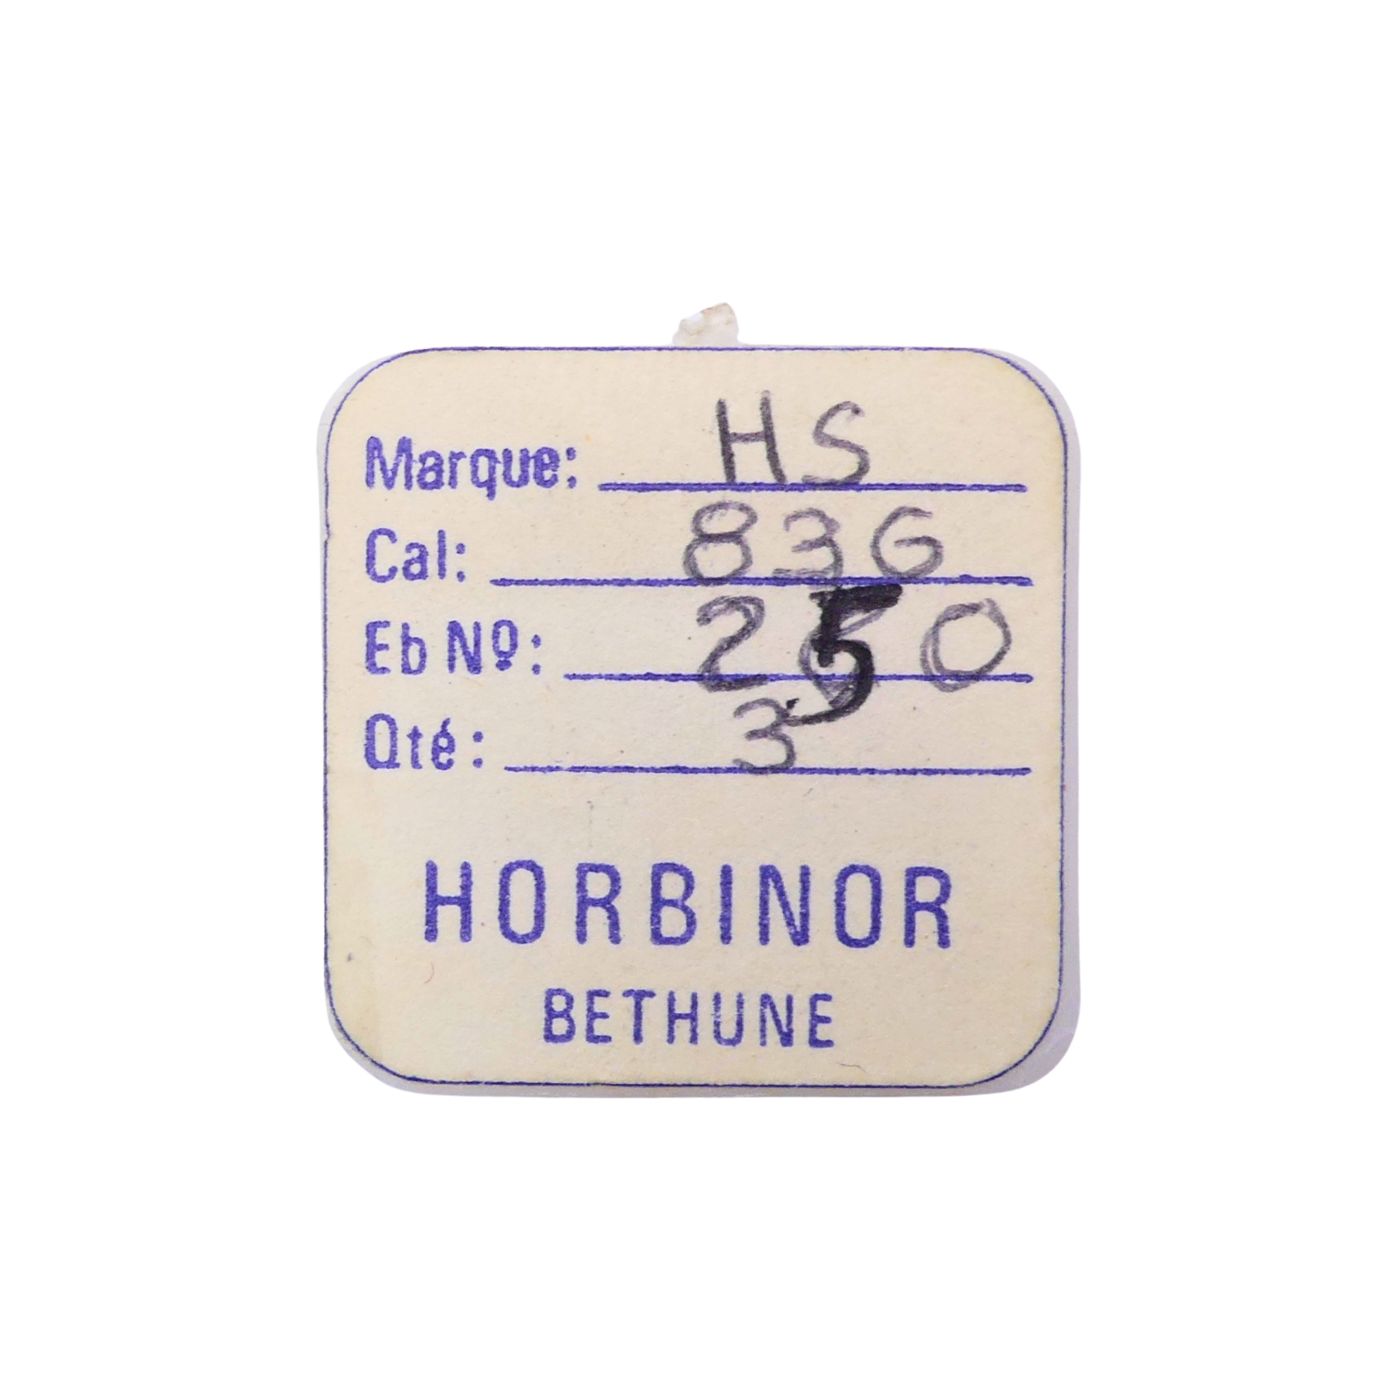 Marque: HS
Cal: 836
Eb Nº: 250
Qté: 3
HORBINOR
BETHUNE